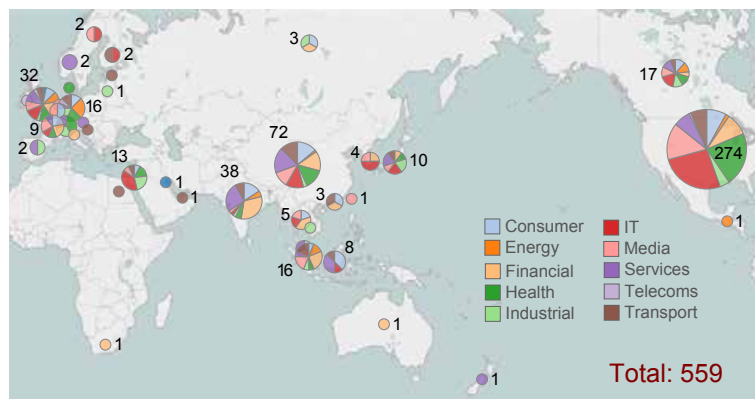 2
2
2
3
17
32
1
16
9
2
72
4
10
274
13
1
1
38
3
1
5
16
8
1
1
1
Consumer
Energy
Financial
Health
Industrial
IT
Media
Services
Telecoms
Transport
Total: 559